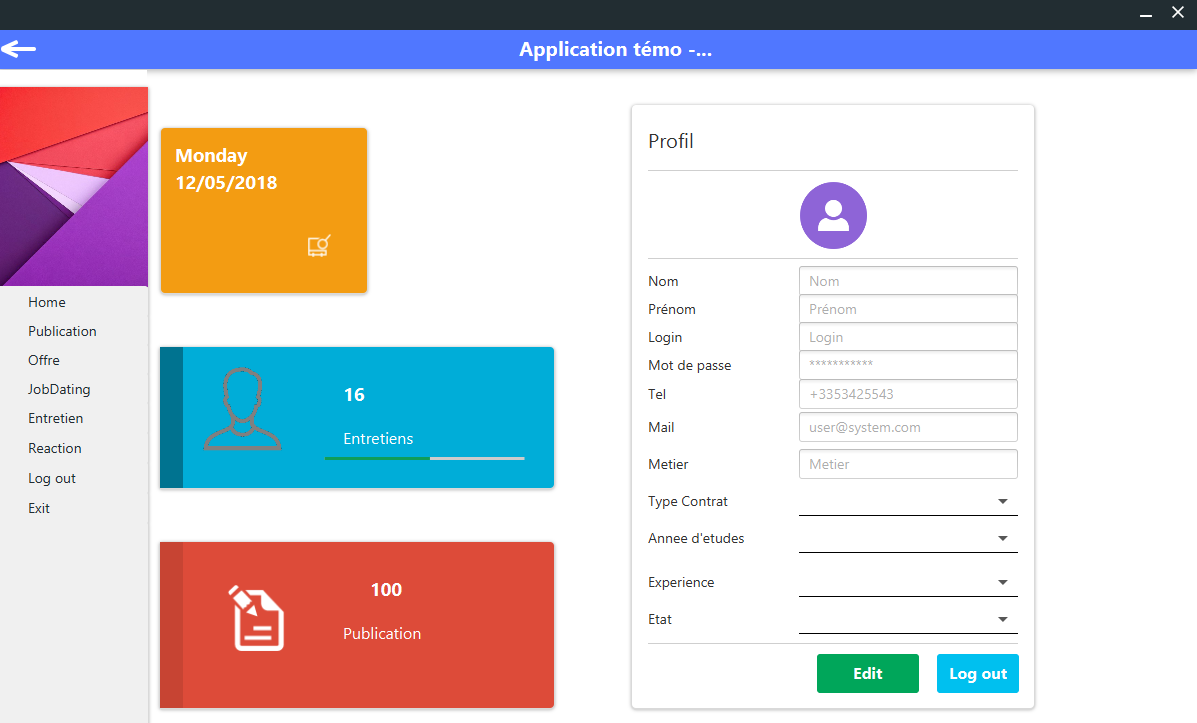 Application témo -...
Home
Publication
Offre
JobDating
Entretien
Reaction
Log out
Exit
Monday
12/05/2018
16
Entretiens
100
Publication
Profil
Nom Nom
Prénom Prénom
Login Login
Mot de passe ***********
Tel +3353425543
Mail user@system.com
Metier Metier
Type Contrat
Annee d'etudes
Experience
Etat
Edit Log out